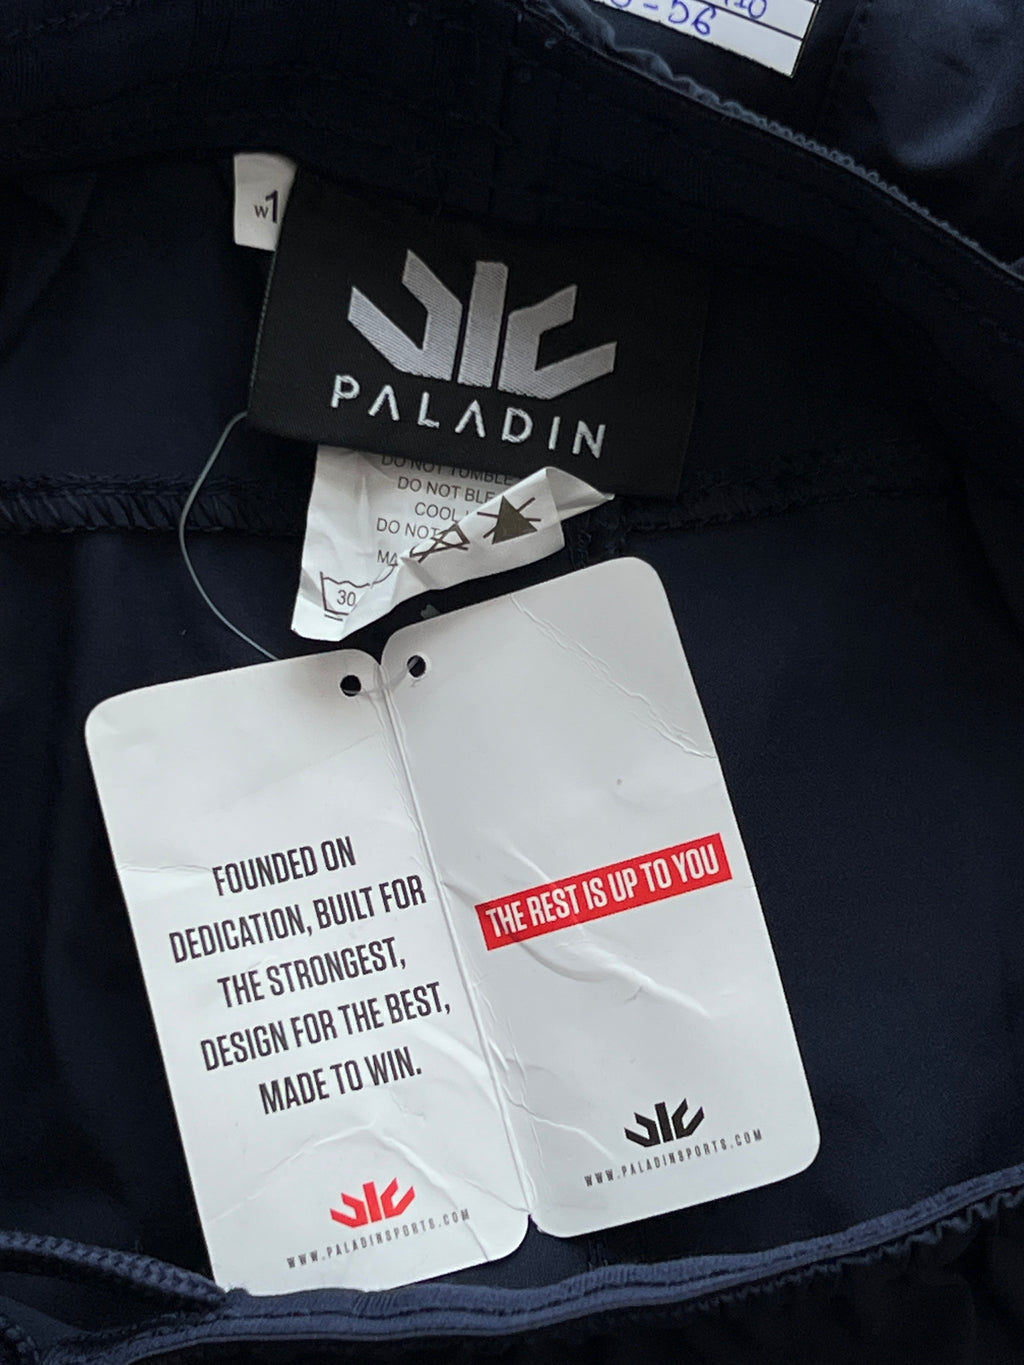 -56
W1
PALADIN
DO NOT TUMBLE
DO NOT BLE
COOL
DO NOT
MA
30
FOUNDED ON
DEDICATION, BUILT FOR
THE STRONGEST,
DESIGN FOR THE BEST,
MADE TO WIN.
WWW.PALADINSPORTS.COM
THE REST IS UP TO YOU
WWW.PALADINSPORTS.COM